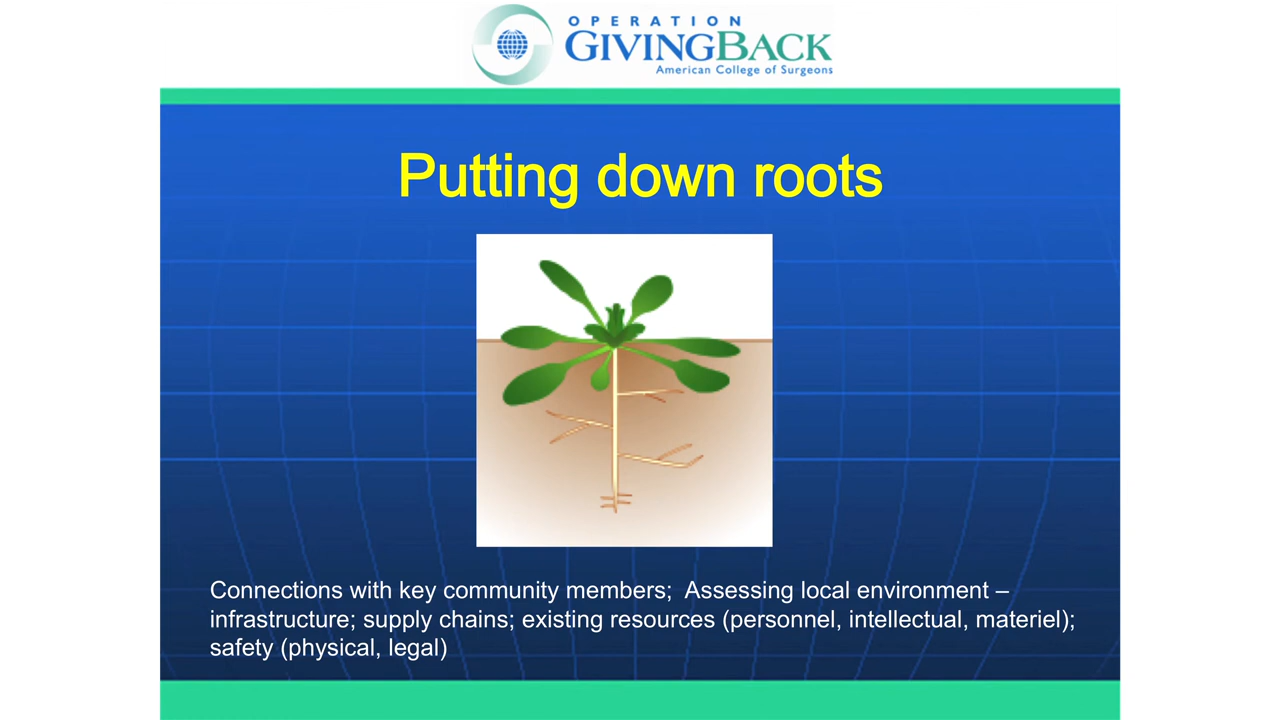 OPERATION
GIVINGBACK
American College of Surgeons
Putting down roots
Connections with key community members;  Assessing local environment –
infrastructure; supply chains; existing resources (personnel, intellectual, materiel);
safety (physical, legal)